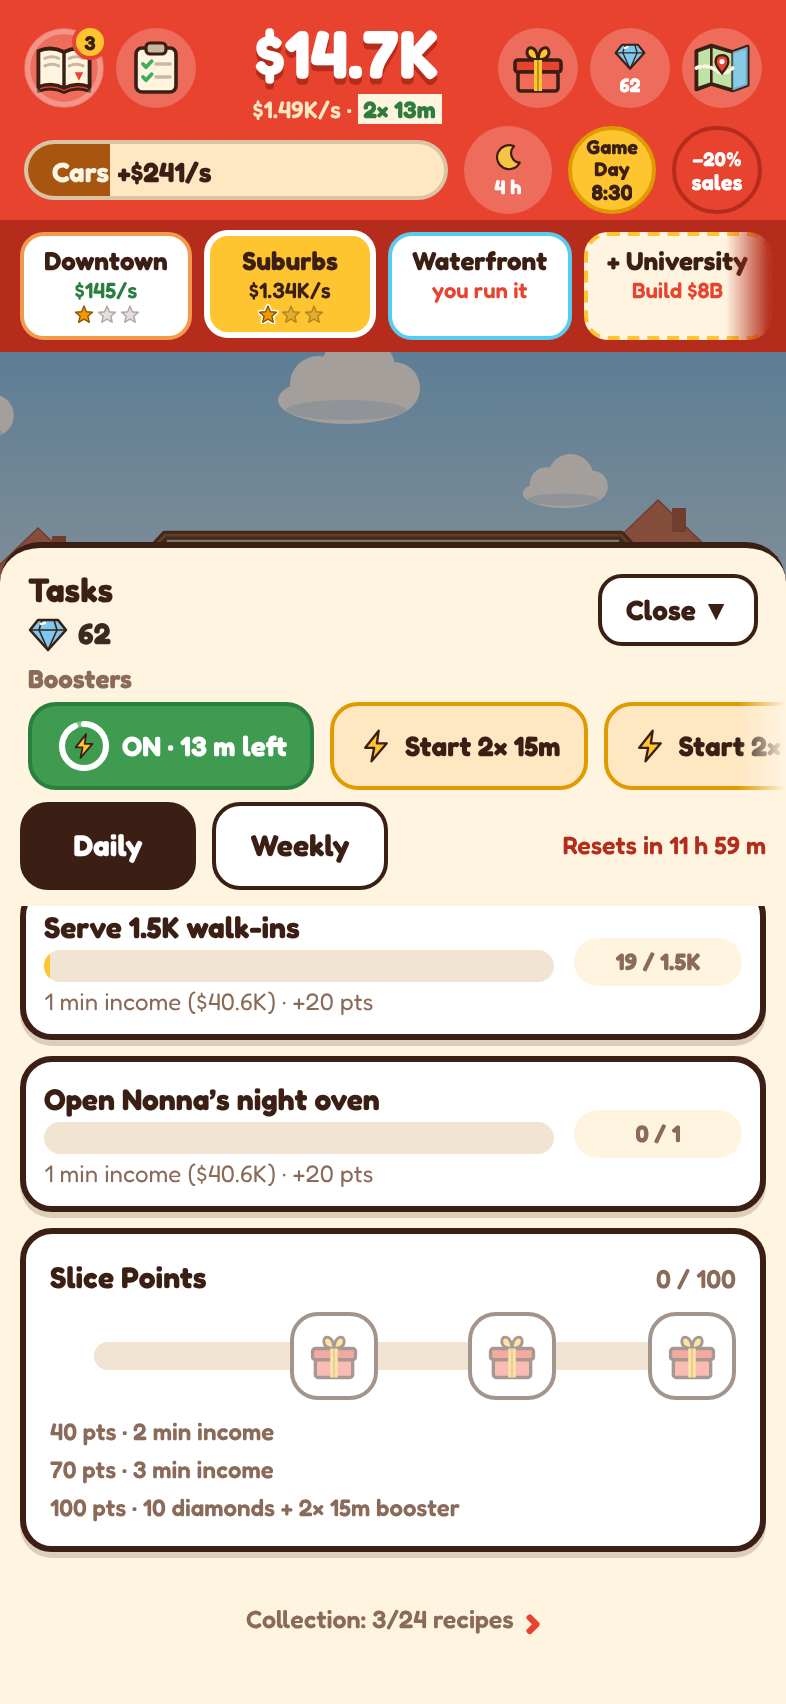 3
$14.7K
$1.49K/s · 2x 13m
62
Cars +$241/s
4 h
Game
Day
8:30
−20%
sales
Downtown
$145/s
Suburbs
$1.34K/s
Waterfront
you run it
+ University
Build $8B
Tasks
62
Close ▼
Boosters
ON · 13 m left
Start 2x 15m
Start 2x
Daily
Weekly
Resets in 11 h 59 m
Serve 1.5K walk-ins
19 / 1.5K
1 min income ($40.6K) · +20 pts
Open Nonna’s night oven
0 / 1
1 min income ($40.6K) · +20 pts
Slice Points
0 / 100
40 pts · 2 min income
70 pts · 3 min income
100 pts · 10 diamonds + 2x 15m booster
Collection: 3/24 recipes